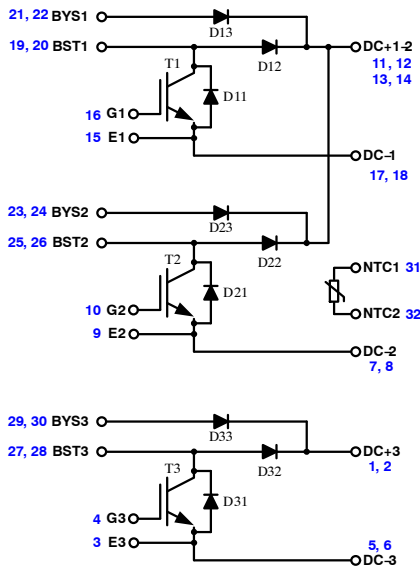 21, 22 BYS1
D13
19, 20 BST1
D12
DC+1-2
11, 12
13, 14
T1
D11
16 G1
15 E1
DC–1
17, 18
23, 24 BYS2
D23
25, 26 BST2
D22
T2
D21
NTC1 31
10 G2
NTC2 32
9 E2
DC–2
7, 8
29, 30 BYS3
D33
27, 28 BST3
D32
DC+3
1, 2
T3
D31
4 G3
3 E3
5, 6
DC–3